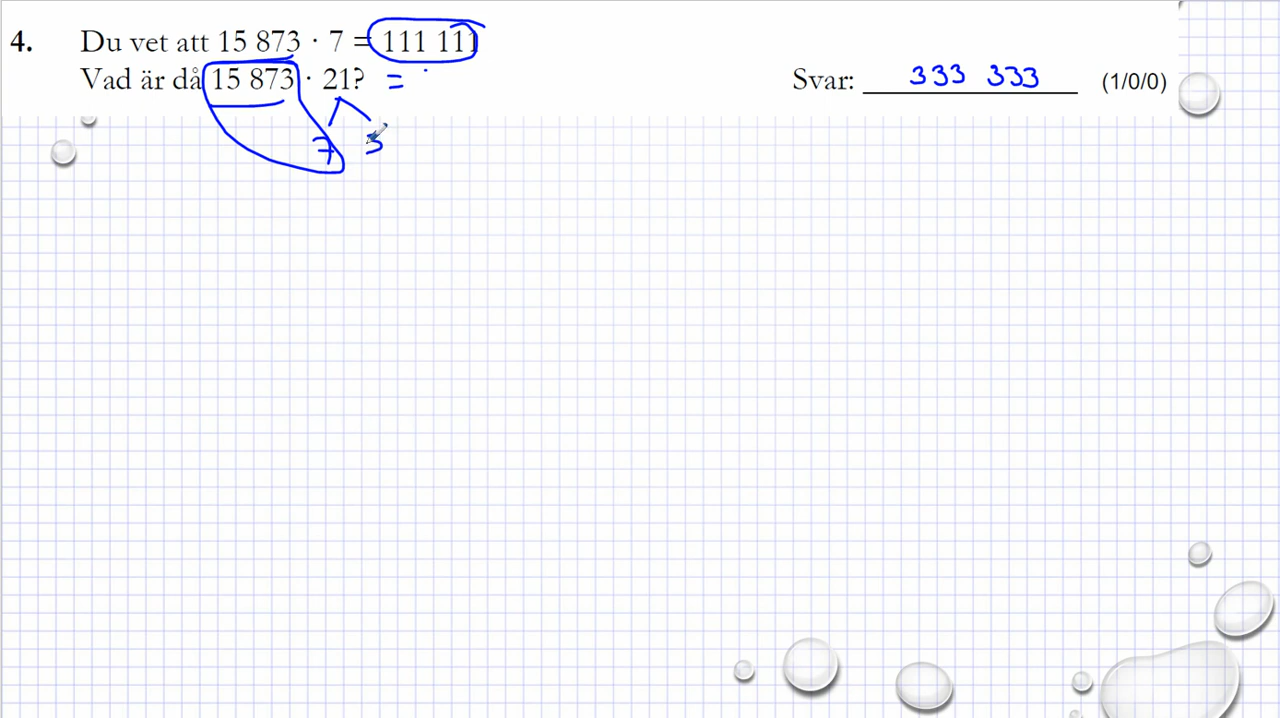 4. Du vet att 15 873 · 7 = 111 111
Vad är då 15 873 · 21? = Svar: 333 333 (1/0/0)
7 3